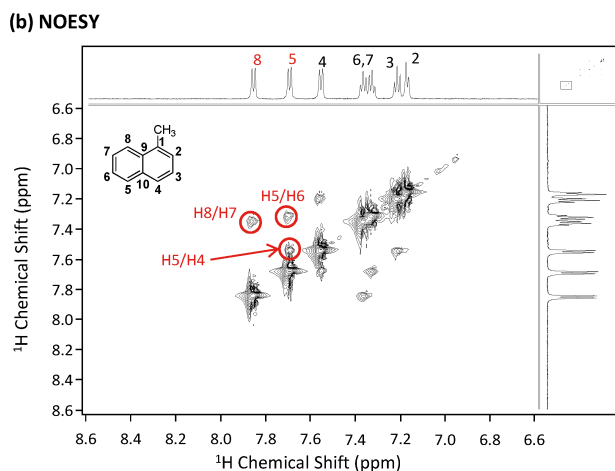 (b) NOESY
8 5 4 6,7 3 2
6.6
6.8
7.0
7.2
7.4
7.6
7.8
8.0
8.2
8.4
8.6
¹H Chemical Shift (ppm)
CH₃
1
8 9 2
7
6 3
10
5 4
H8/H7
H5/H6
H5/H4
8.6 8.4 8.2 8.0 7.8 7.6 7.4 7.2 7.0 6.8 6.6
¹H Chemical Shift (ppm)